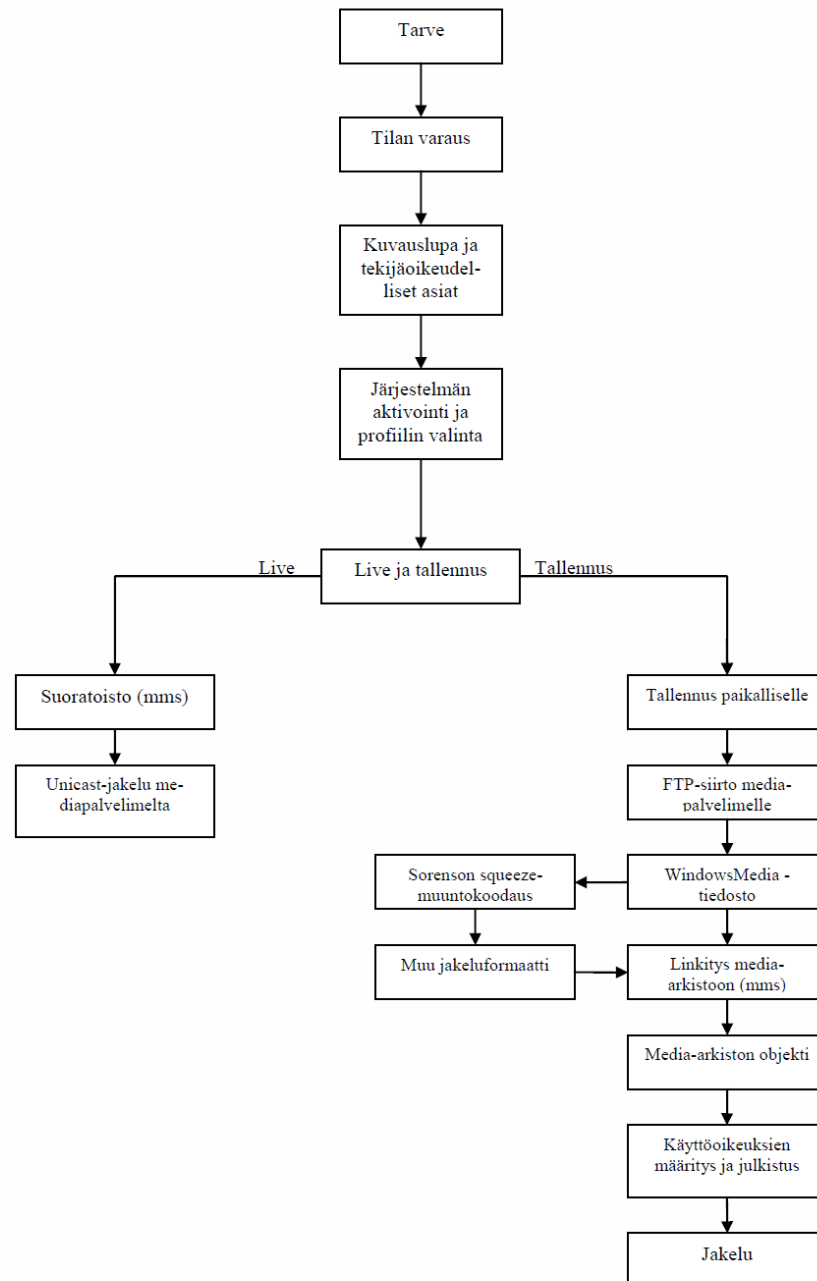 Tarve
Tilan varaus
Kuvauslupa ja
tekijäoikeudel-
liset asiat
Järjestelmän
aktivointi ja
profiilin valinta
Live
Live ja tallennus
Tallennus
Suoratoisto (mms)
Unicast-jakelu me-
diapalvelimelta
Tallennus paikalliselle
FTP-siirto media-
palvelimelle
Sorenson squeeze-
muuntokoodaus
WindowsMedia -
tiedosto
Muu jakeluformaatti
Linkitys media-
arkistoon (mms)
Media-arkiston objekti
Käyttöoikeuksien
määritys ja julkistus
Jakelu